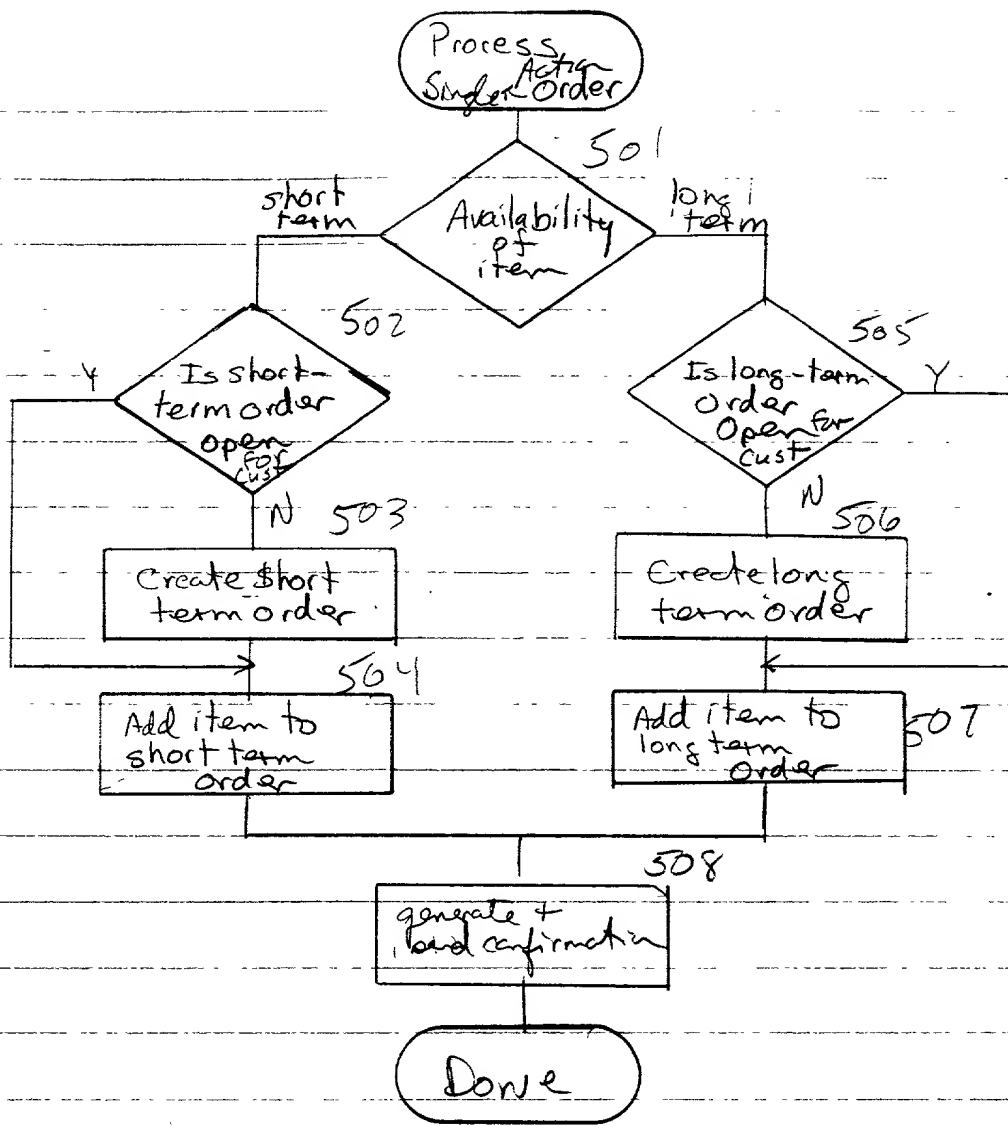 Process
Single Action Order
501
short
term
Availability
of
item
long
term
502
505
Y
Is short-
term order
open
for
cust
Is long-term
Order
Open for
cust
Y
N
503
N
506
Create short
term order
Create long
term order
504
Add item to
short term
order
Add item to
long term
order
507
508
generate +
send confirmation
Done